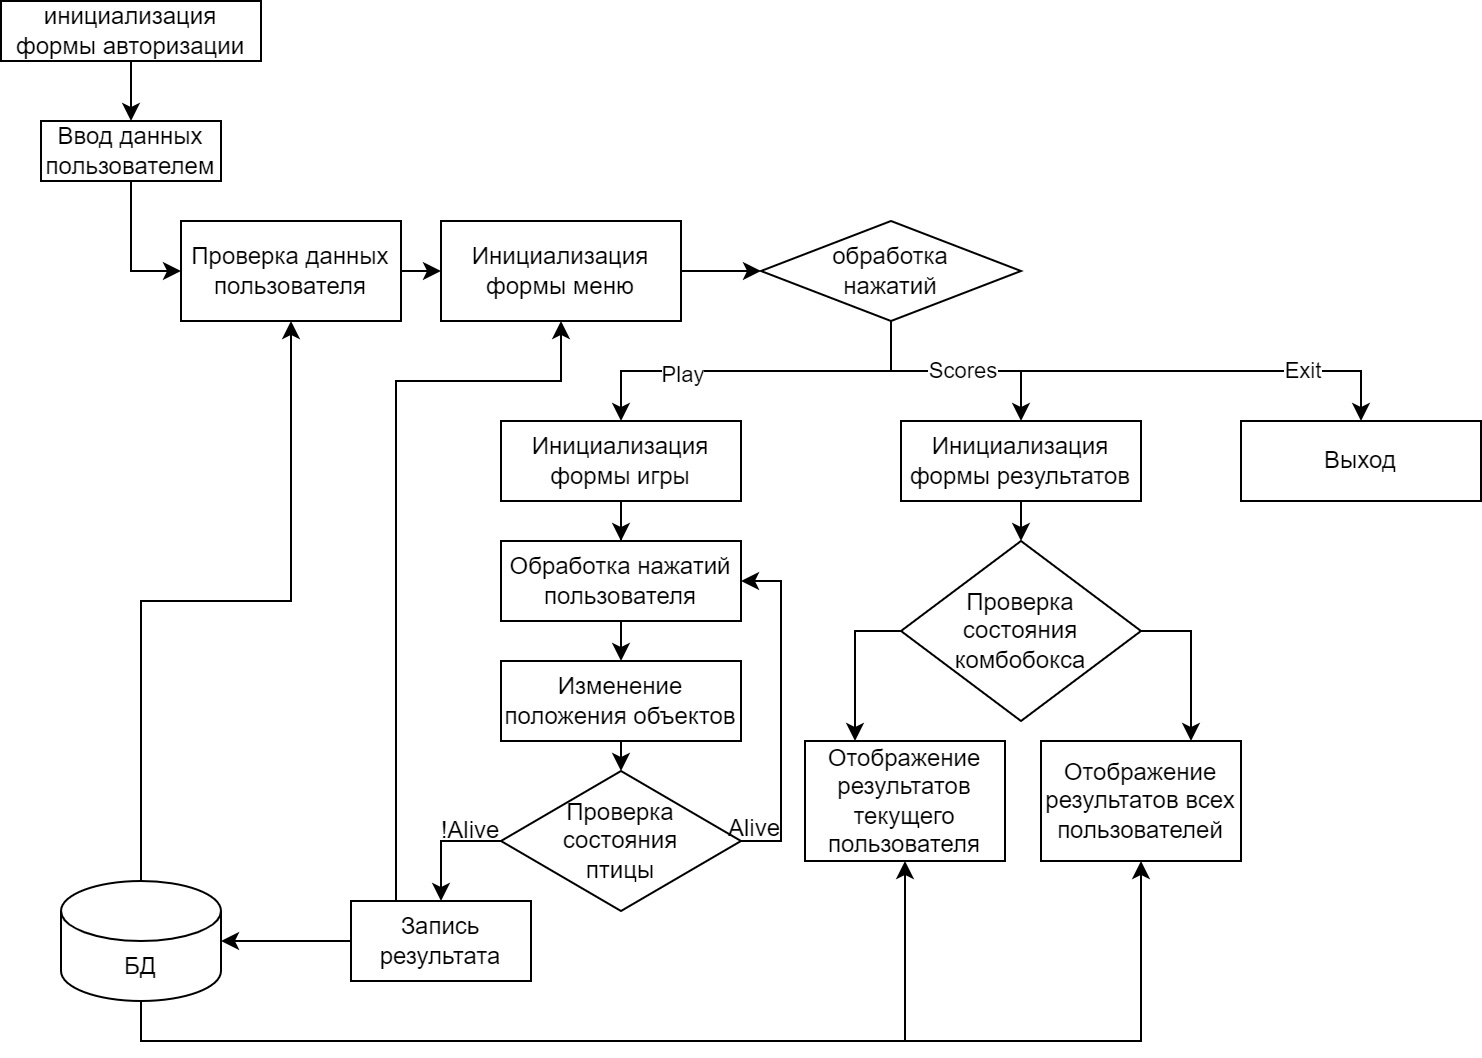 инициализация
формы авторизации
Ввод данных
пользователем
Проверка данных
пользователя
Инициализация
формы меню
обработка
нажатий
Play
Scores
Exit
Инициализация
формы игры
Инициализация
формы результатов
Выход
Обработка нажатий
пользователя
Проверка
состояния
комбобокса
Изменение
положения объектов
Отображение
результатов
текущего
пользователя
Отображение
результатов всех
пользователей
!Alive
Проверка
состояния
птицы
Alive
Запись
результата
БД